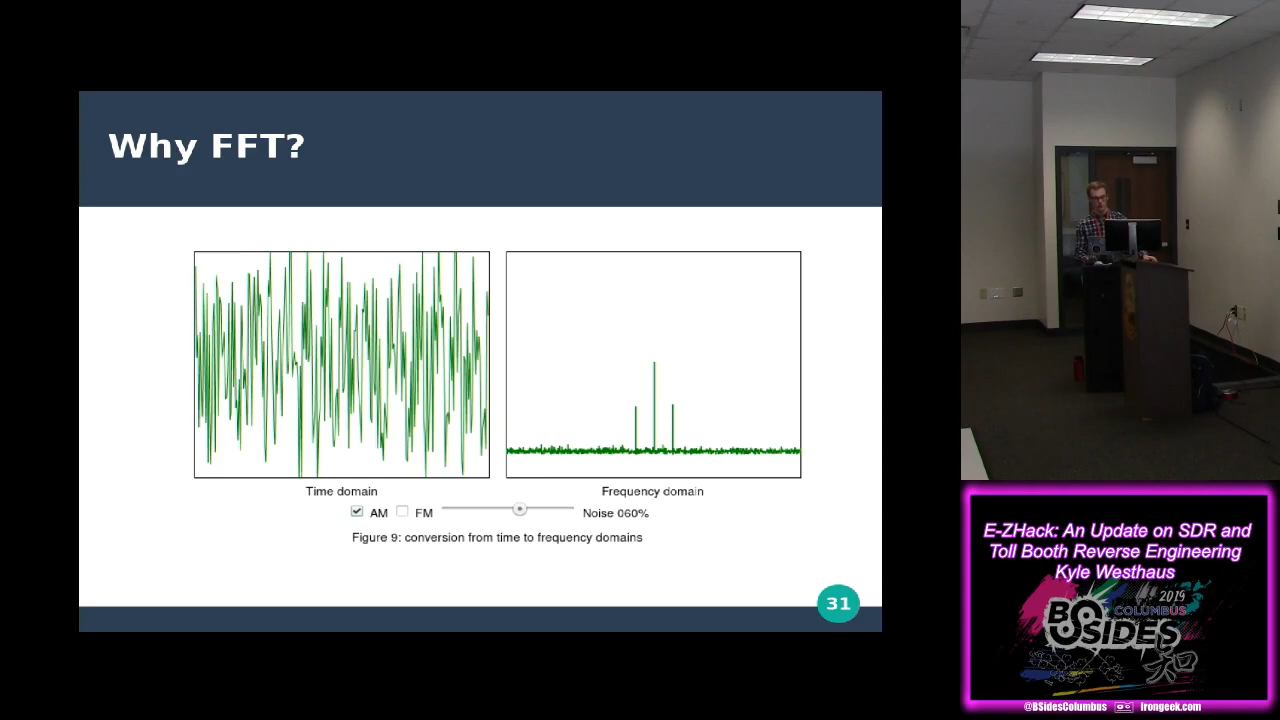 Why FFT?
Time domain
Frequency domain
AM
FM
Noise 060%
Figure 9: conversion from time to frequency domains
31
E-ZHack: An Update on SDR and
Toll Booth Reverse Engineering
Kyle Westhaus
2019
COLUMBUS
BSIDES
@BSidesColumbus
Irongeek.com